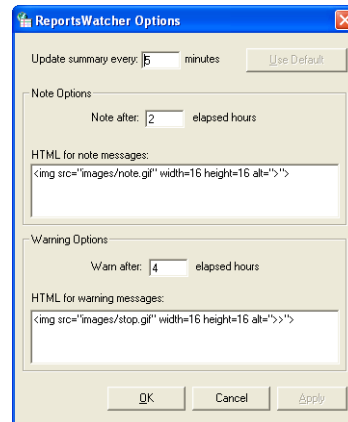 ReportsWatcher Options
Update summary every: 5 minutes Use Default
Note Options
Note after: 2 elapsed hours
HTML for note messages:
<img src="images/note.gif" width=16 height=16 alt=">">
Warning Options
Warn after: 4 elapsed hours
HTML for warning messages:
<img src="images/stop.gif" width=16 height=16 alt=">>">
OK Cancel Apply